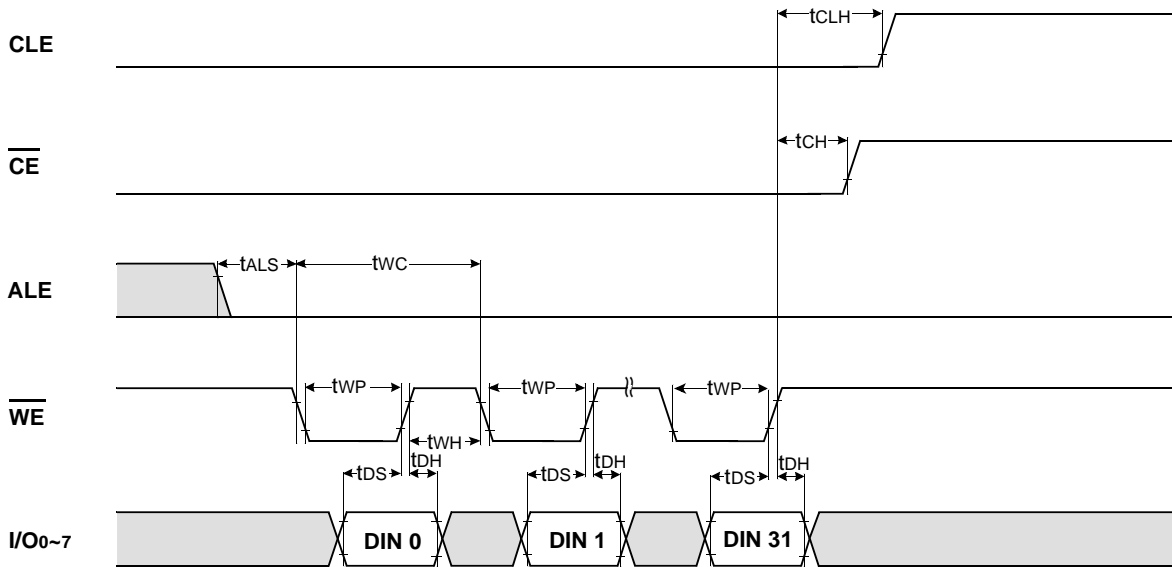 CLE
tCLH
CE
tCH
ALE
tALS
tWC
WE
tWP
tWP
tWP
tWH
tDS
tDH
tDS
tDH
tDS
tDH
I/O0~7
DIN 0
DIN 1
DIN 31